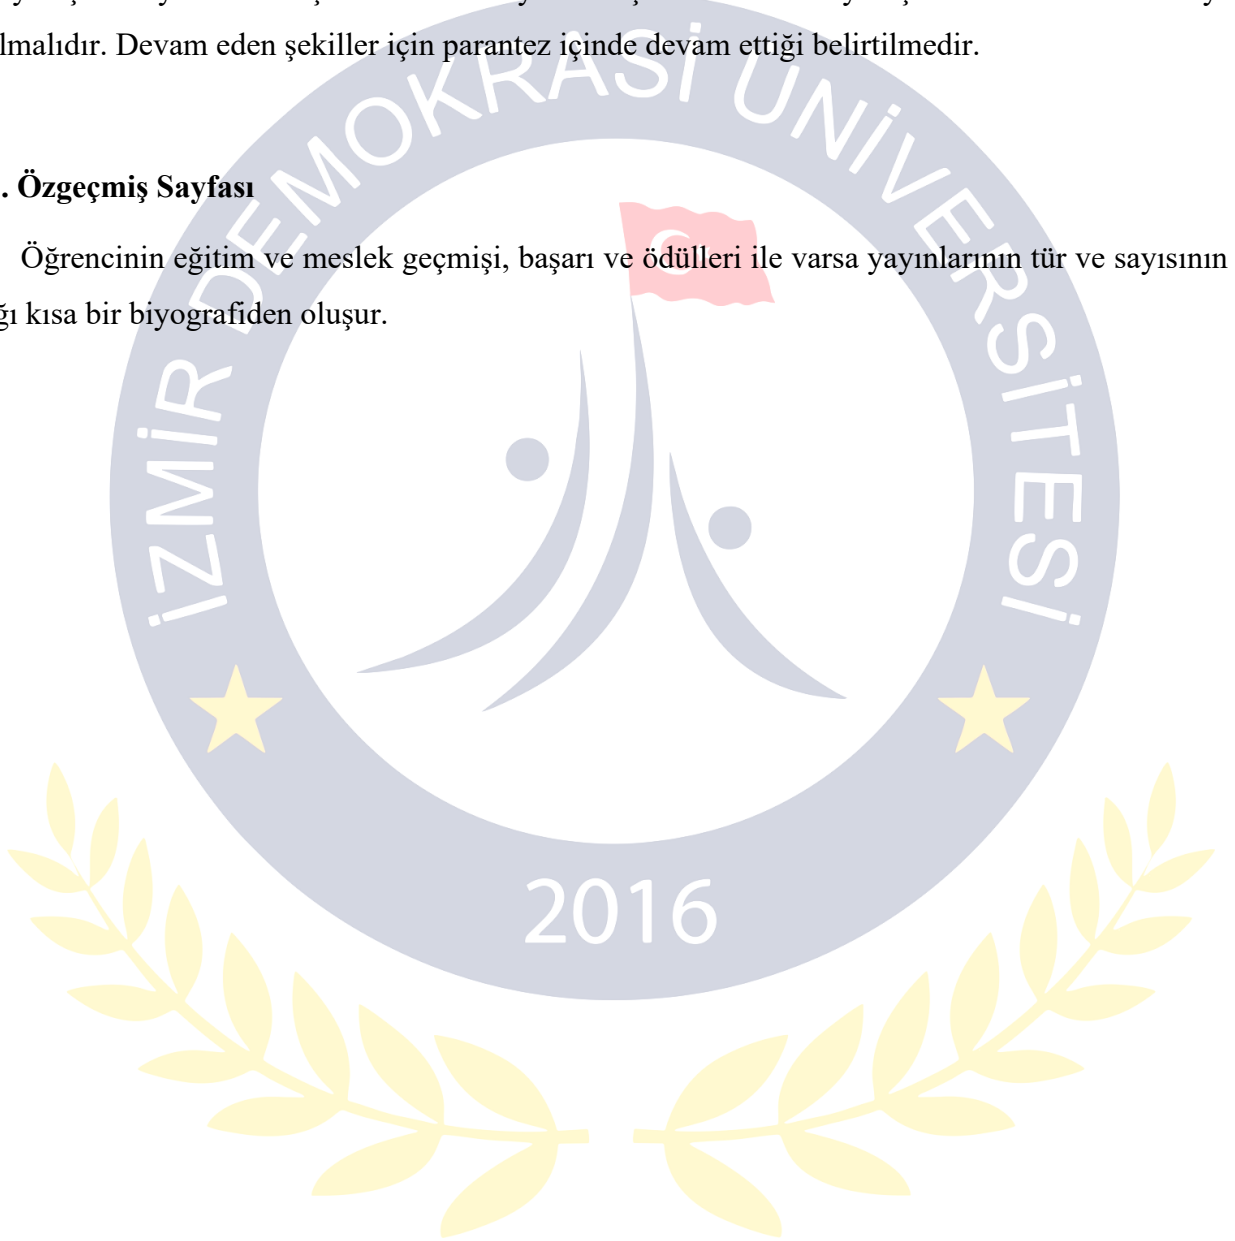 lmalıdır. Devam eden şekiller için parantez içinde devam ettiği belirtilmedir.
. Özgeçmiş Sayfası
Öğrencinin eğitim ve meslek geçmişi, başarı ve ödülleri ile varsa yayınlarının tür ve sayısının
ğı kısa bir biyografiden oluşur.
İZMİR DEMOKRASİ ÜNİVERSİTESİ
2016